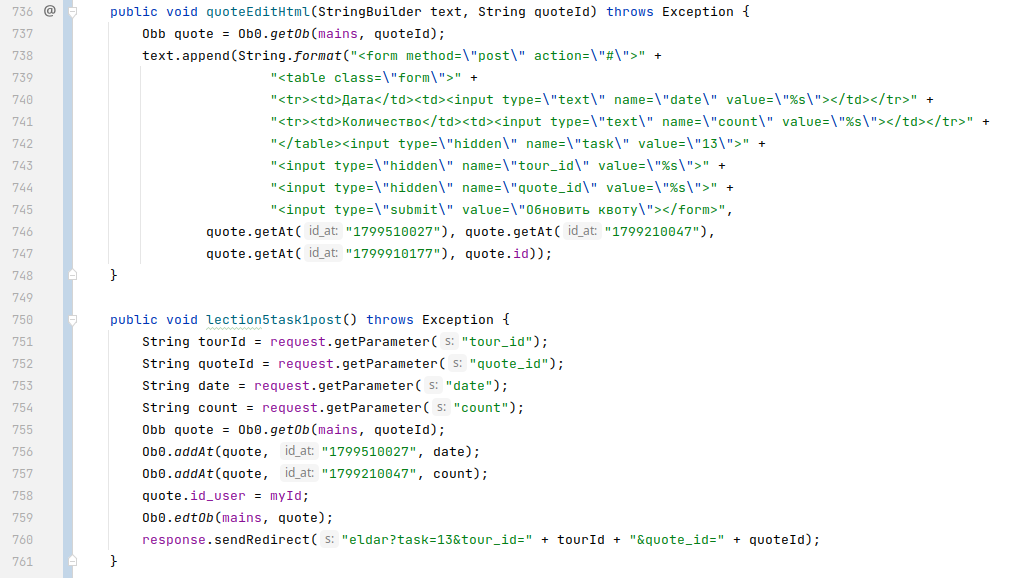 736 @ public void quoteEditHtml(StringBuilder text, String quoteId) throws Exception {
737 Obb quote = Ob0.getOb(mains, quoteId);
738 text.append(String.format("<form method=\"post\" action=\"#\">" +
739 "<table class=\"form\">" +
740 "<tr><td>Дата</td><td><input type=\"text\" name=\"date\" value=\"%s\"></td></tr>" +
741 "<tr><td>Количество</td><td><input type=\"text\" name=\"count\" value=\"%s\"></td></tr>" +
742 "</table><input type=\"hidden\" name=\"task\" value=\"13\">" +
743 "<input type=\"hidden\" name=\"tour_id\" value=\"%s\">" +
744 "<input type=\"hidden\" name=\"quote_id\" value=\"%s\">" +
745 "<input type=\"submit\" value=\"Обновить квоту\"></form>",
746 quote.getAt( id_at: "1799510027"), quote.getAt( id_at: "1799210047"),
747 quote.getAt( id_at: "1799910177"), quote.id));
748 }
749
750 public void lection5task1post() throws Exception {
751 String tourId = request.getParameter( s: "tour_id");
752 String quoteId = request.getParameter( s: "quote_id");
753 String date = request.getParameter( s: "date");
754 String count = request.getParameter( s: "count");
755 Obb quote = Ob0.getOb(mains, quoteId);
756 Ob0.addAt(quote, id_at: "1799510027", date);
757 Ob0.addAt(quote, id_at: "1799210047", count);
758 quote.id_user = myId;
759 Ob0.edtOb(mains, quote);
760 response.sendRedirect( s: "eldar?task=13&tour_id=" + tourId + "&quote_id=" + quoteId);
761 }